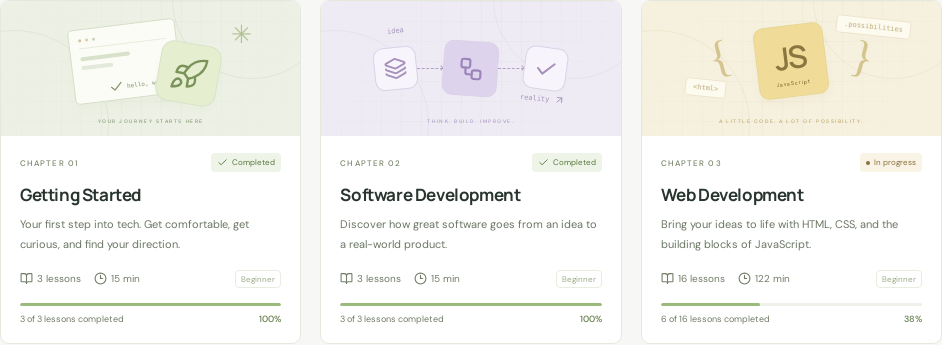 hello, w
YOUR JOURNEY STARTS HERE
CHAPTER 01
Completed
Getting Started
Your first step into tech. Get comfortable, get
curious, and find your direction.
3 lessons
15 min
Beginner
3 of 3 lessons completed
100%
idea
reality
THINK. BUILD. IMPROVE.
CHAPTER 02
Completed
Software Development
Discover how great software goes from an idea to
a real-world product.
3 lessons
15 min
Beginner
3 of 3 lessons completed
100%
.possibilities
{
JS
JavaScript
}
<html>
A LITTLE CODE. A LOT OF POSSIBILITY.
CHAPTER 03
In progress
Web Development
Bring your ideas to life with HTML, CSS, and the
building blocks of JavaScript.
16 lessons
122 min
Beginner
6 of 16 lessons completed
38%